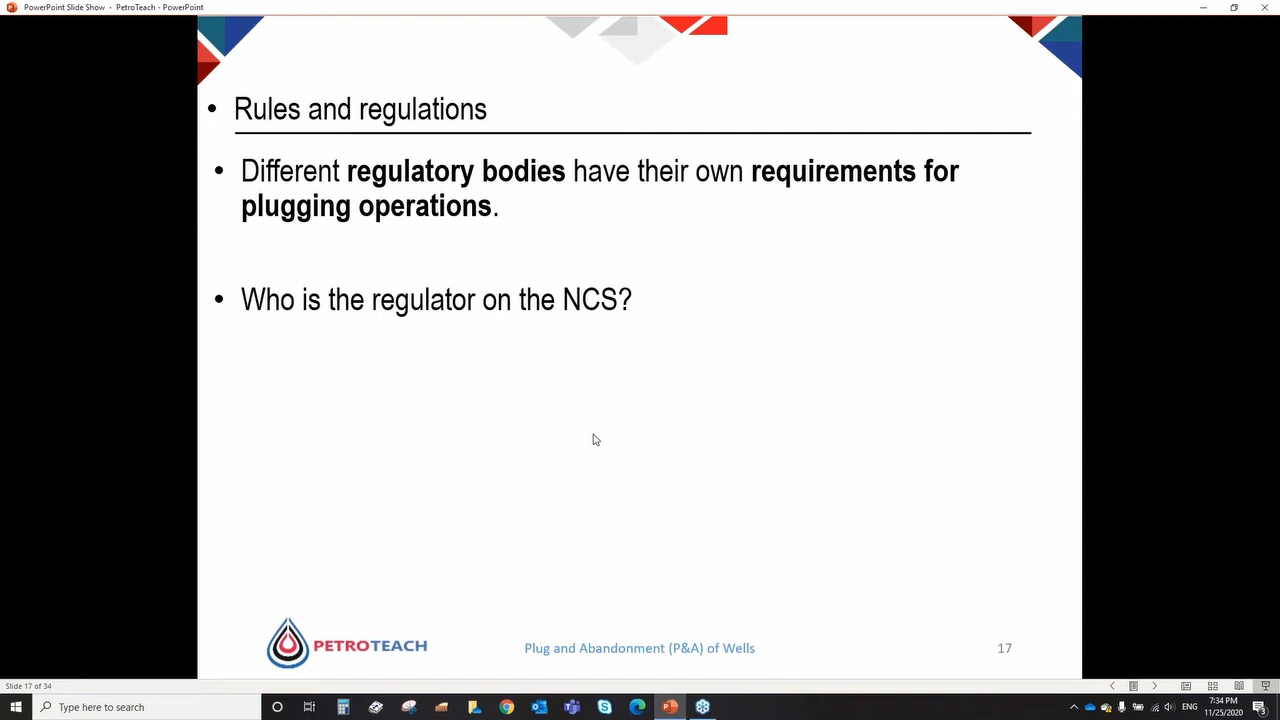 PowerPoint Slide Show - PetroTeach - PowerPoint
• Rules and regulations
• Different regulatory bodies have their own requirements for
plugging operations.
• Who is the regulator on the NCS?
PETROTEACH
Plug and Abandonment (P&A) of Wells
17
Slide 17 of 34
Type here to search
ENG
7:34 PM
11/25/2020
3